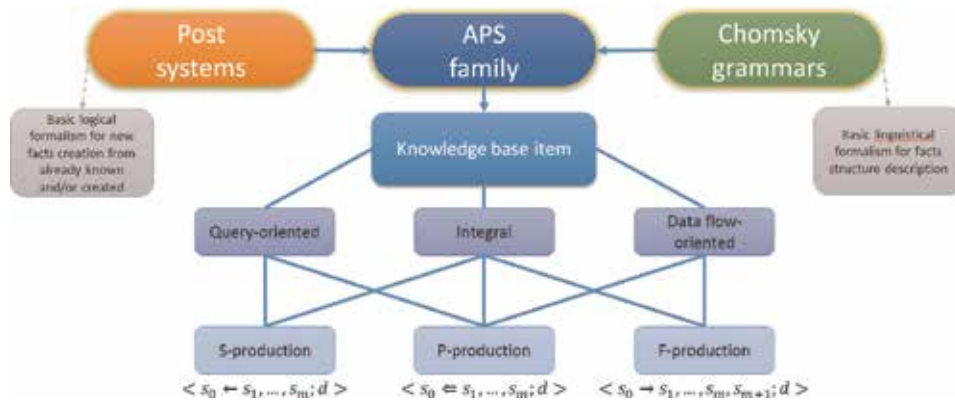 Post
systems
APS
family
Chomsky
grammars
Basic logical
formalism for new
facts creation from
already known
and/or created
Knowledge base item
Basic linguistical
formalism for facts
structure description
Query-oriented
Integral
Data flow-
oriented
S-production
P-production
F-production
< s₀ ← s₁, …, sₘ; d >
< s₀ ⇐ s₁, …, sₘ; d >
< s₀ → s₁, …, sₘ, sₘ₊₁; d >